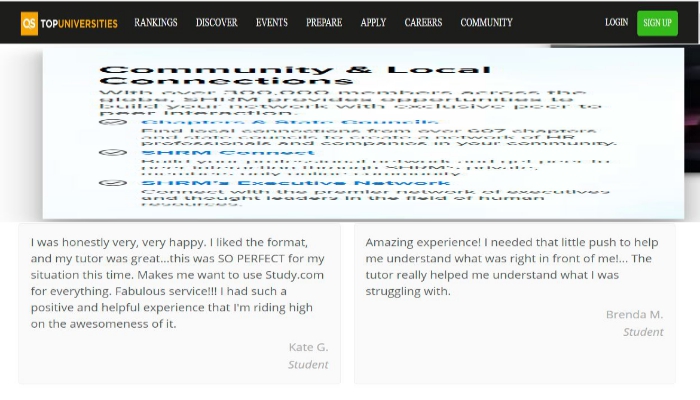 QS TOPUNIVERSITIES RANKINGS DISCOVER EVENTS PREPARE APPLY CAREERS COMMUNITY LOGIN SIGN UP
Community & Local
Connections
With over 300,000 members across the
globe, SHRM provides opportunities to
build your network with exclusive peer to
peer interaction.
Chapters & State Councils
Find local connections from over 607 chapters
and state councils to create a network of HR
professionals and companies in your community.
SHRM Connect
Build your professional network and get peer to
peer interaction through SHRM's private,
members only online community.
SHRM's Executive Network
Connect with the premier network of executives
and thought leaders in the field of human
resources.
I was honestly very, very happy. I liked the format,
and my tutor was great...this was SO PERFECT for my
situation this time. Makes me want to use Study.com
for everything. Fabulous service!!! I had such a
positive and helpful experience that I'm riding high
on the awesomeness of it.
Kate G.
Student
Amazing experience! I needed that little push to help
me understand what was right in front of me!... The
tutor really helped me understand what I was
struggling with.
Brenda M.
Student